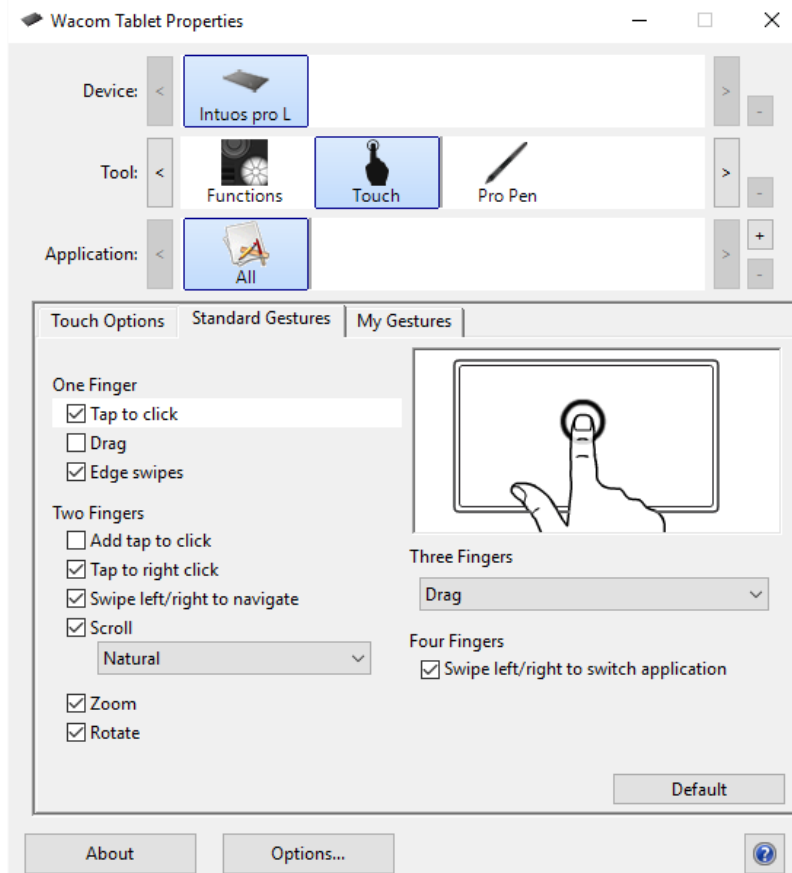 Wacom Tablet Properties
Device:
<
Intuos pro L
>
-
Tool:
<
Functions
Touch
Pro Pen
>
-
Application:
<
All
>
+
-
Touch Options
Standard Gestures
My Gestures
One Finger
Tap to click
Drag
Edge swipes
Two Fingers
Add tap to click
Tap to right click
Swipe left/right to navigate
Scroll
Natural
Zoom
Rotate
Three Fingers
Drag
Four Fingers
Swipe left/right to switch application
Default
About
Options...
?